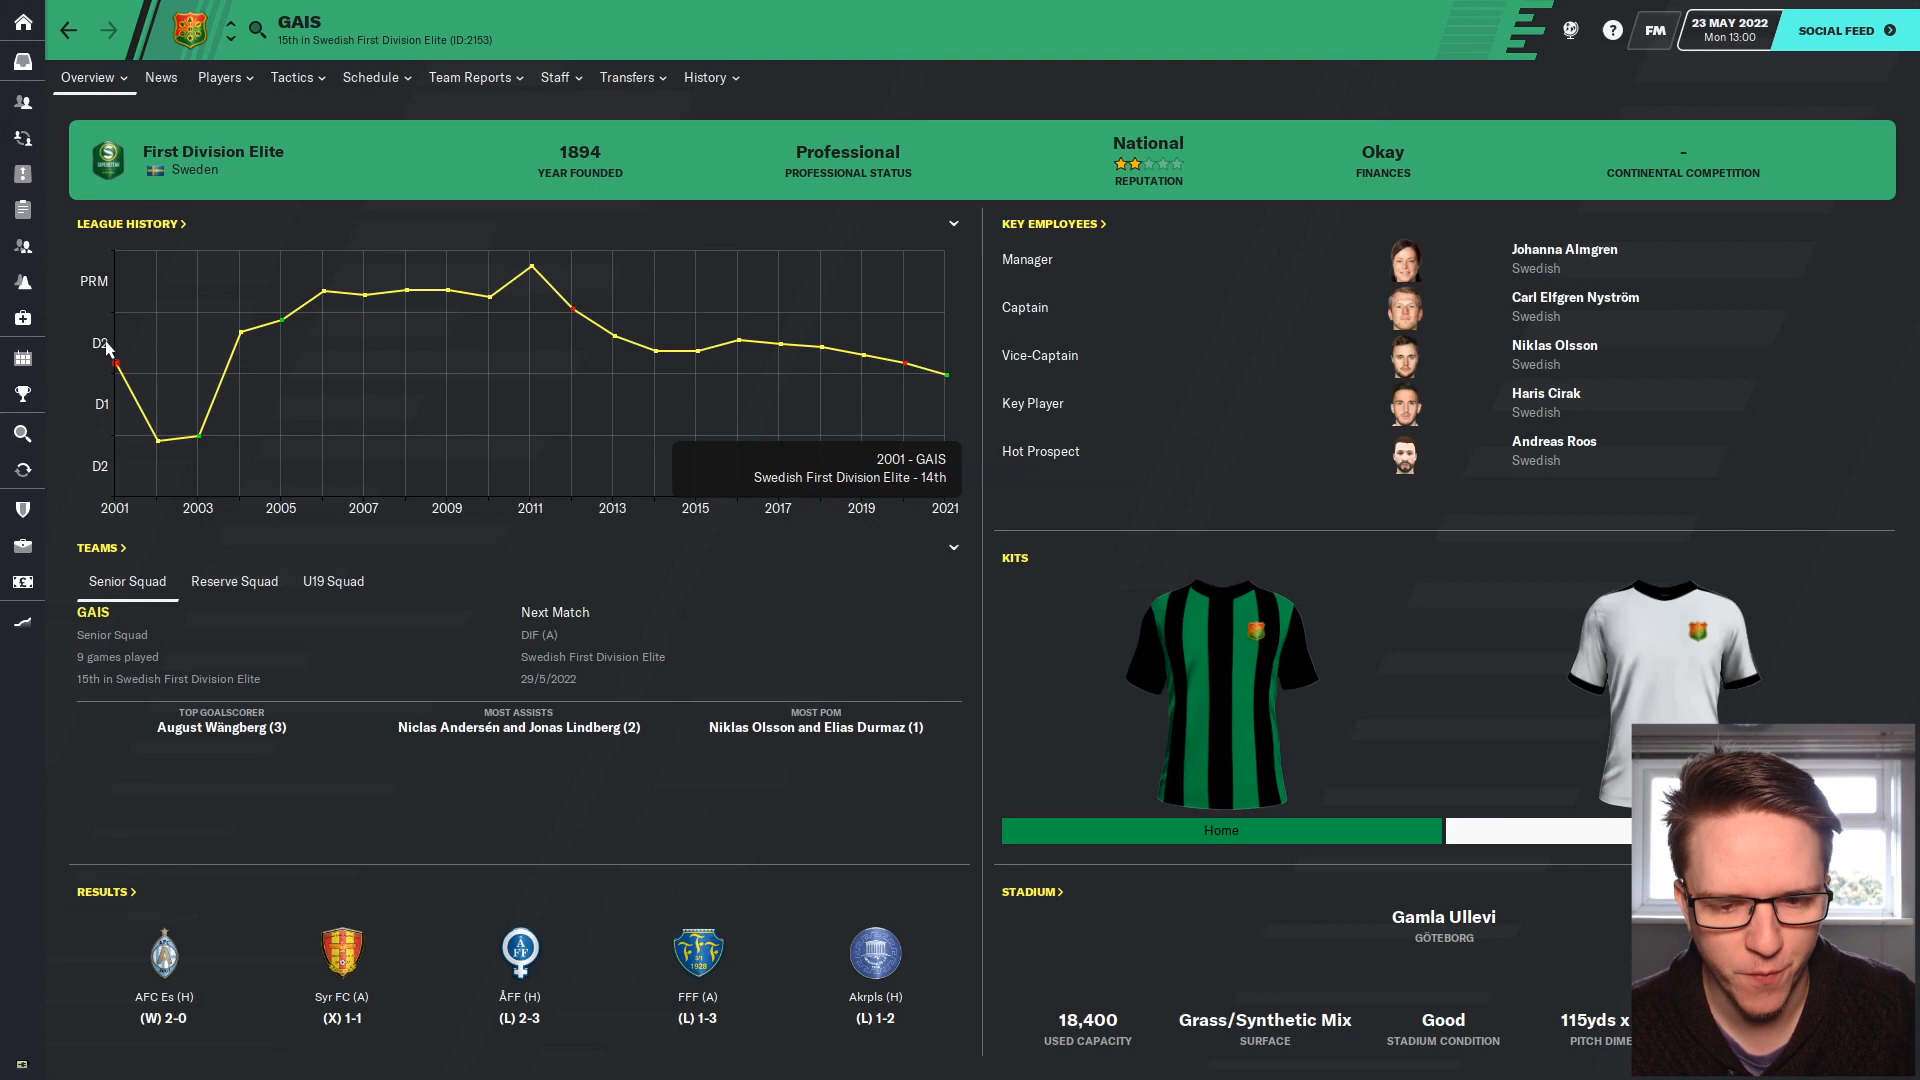 GAIS
15th in Swedish First Division Elite (ID:2153)
?
FM
23 MAY 2022
Mon 13:00
SOCIAL FEED
Overview
News
Players
Tactics
Schedule
Team Reports
Staff
Transfers
History
First Division Elite
Sweden
1894
YEAR FOUNDED
Professional
PROFESSIONAL STATUS
National
REPUTATION
Okay
FINANCES
-
CONTINENTAL COMPETITION
LEAGUE HISTORY >
PRM
D2
D1
D2
2001 - GAIS
Swedish First Division Elite - 14th
2001 2003 2005 2007 2009 2011 2013 2015 2017 2019 2021
KEY EMPLOYEES >
Manager
Johanna Almgren
Swedish
Captain
Carl Elfgren Nyström
Swedish
Vice-Captain
Niklas Olsson
Swedish
Key Player
Haris Cirak
Swedish
Hot Prospect
Andreas Roos
Swedish
TEAMS >
Senior Squad
Reserve Squad
U19 Squad
GAIS
Senior Squad
9 games played
15th in Swedish First Division Elite
Next Match
DIF (A)
Swedish First Division Elite
29/5/2022
TOP GOALSCORER
August Wängberg (3)
MOST ASSISTS
Niclas Andersén and Jonas Lindberg (2)
MOST POM
Niklas Olsson and Elias Durmaz (1)
KITS
Home
RESULTS >
AFC Es (H)
(W) 2-0
Syr FC (A)
(X) 1-1
ÅFF (H)
(L) 2-3
FFF (A)
(L) 1-3
Akrpls (H)
(L) 1-2
STADIUM >
Gamla Ullevi
GÖTEBORG
18,400
USED CAPACITY
Grass/Synthetic Mix
SURFACE
Good
STADIUM CONDITION
115yds x
PITCH DIME